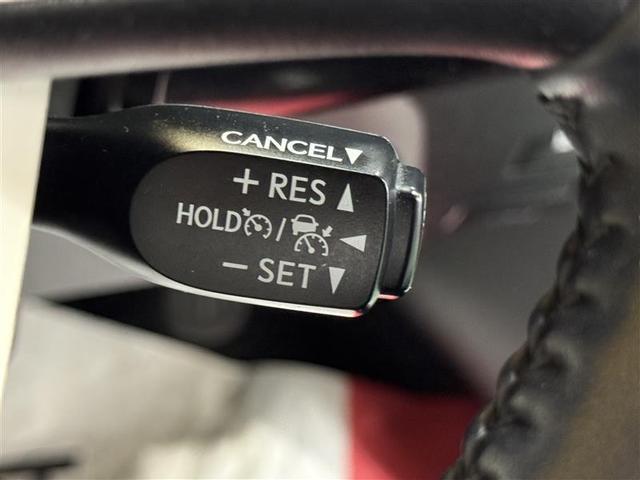 CANCEL▼
+ RES ▲
HOLD / ◀
− SET ▼